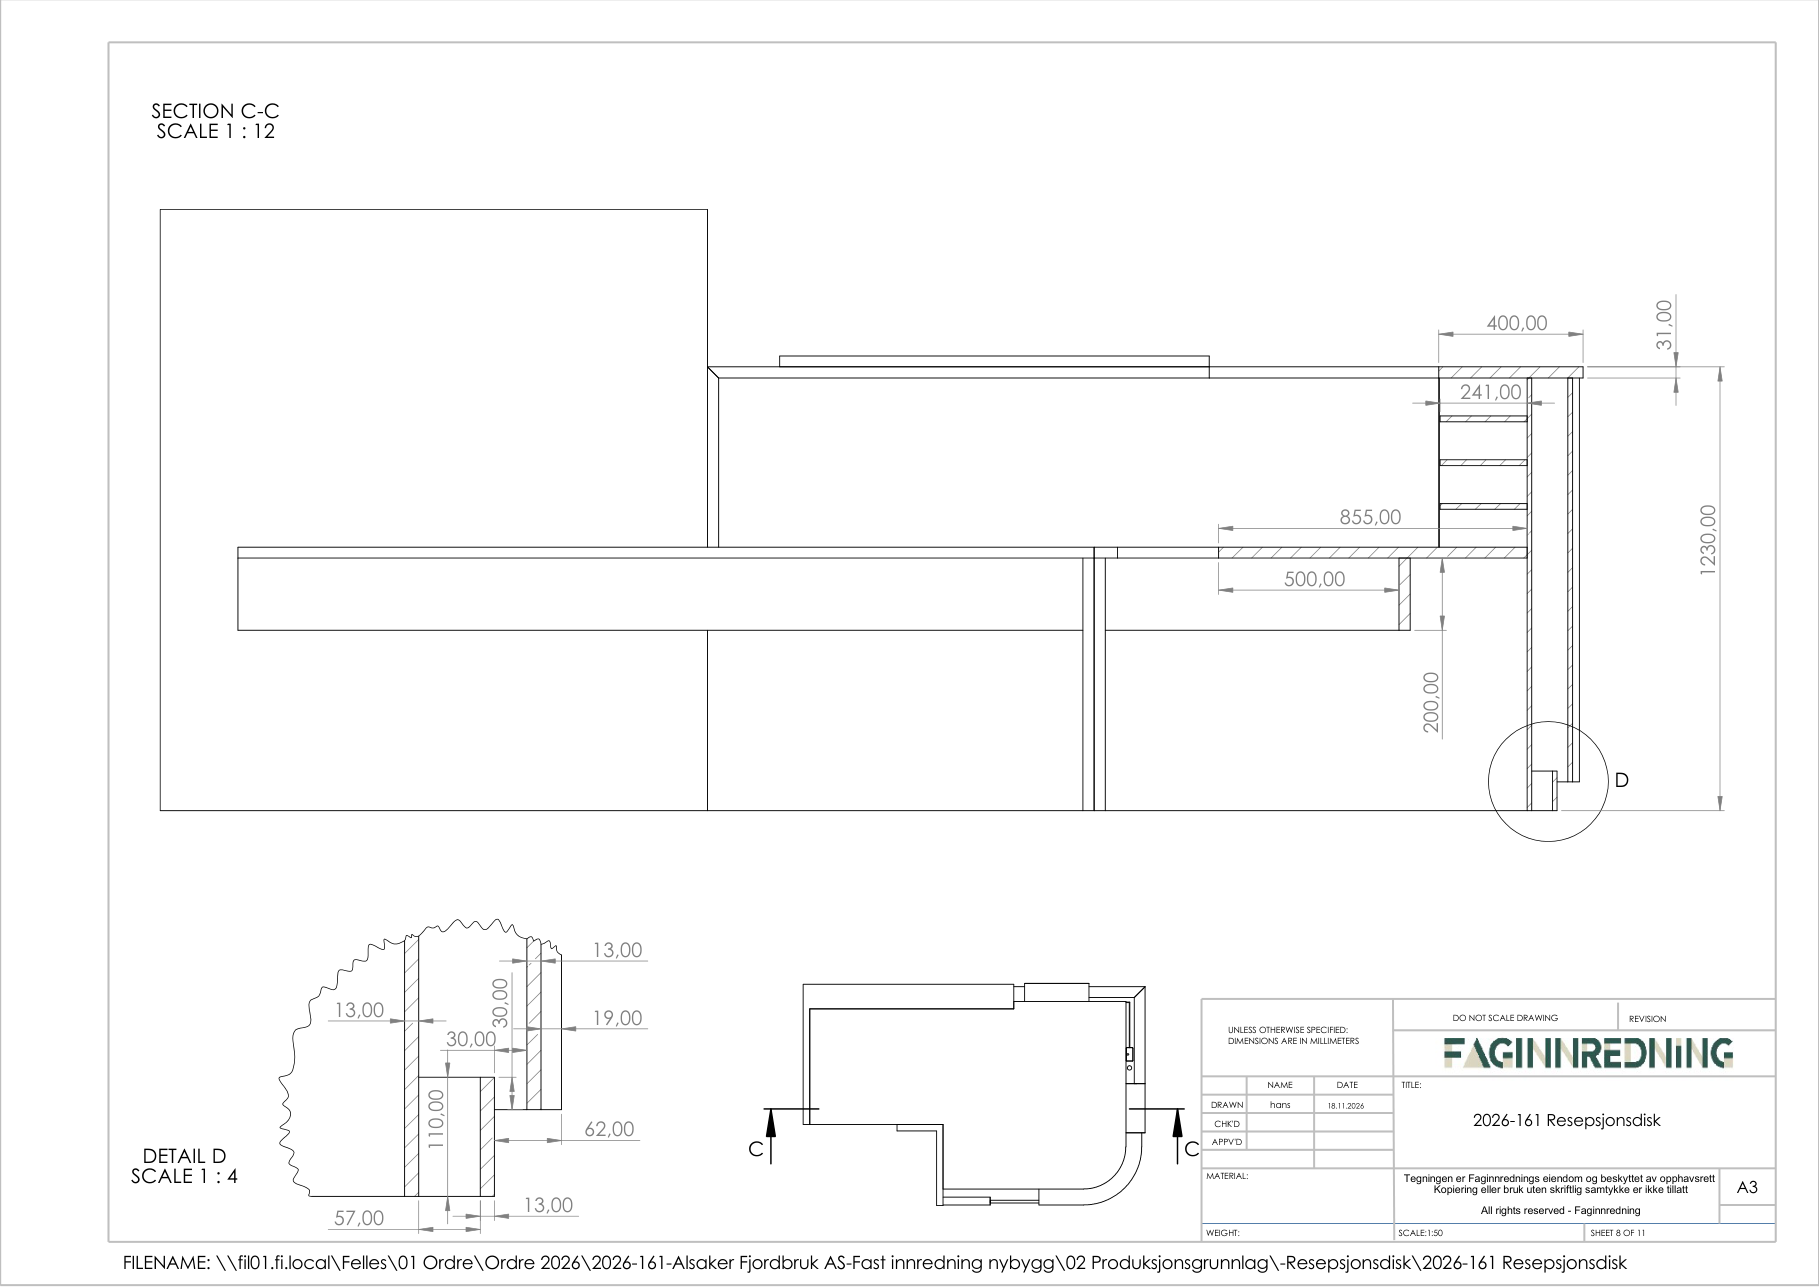 SECTION C-C
SCALE 1 : 12
400,00
31,00
241,00
855,00
500,00
200,00
1230,00
D
13,00
13,00
30,00
30,00
19,00
110,00
62,00
13,00
57,00
DETAIL D
SCALE 1 : 4
C
C
UNLESS OTHERWISE SPECIFIED:
DIMENSIONS ARE IN MILLIMETERS
DO NOT SCALE DRAWING
REVISION
FAGINNREDNING
NAME
DATE
TITLE:
DRAWN
hans
18.11.2026
CHK'D
APPV'D
2026-161 Resepsjonsdisk
MATERIAL:
Tegningen er Faginnrednings eiendom og beskyttet av opphavsrett
Kopiering eller bruk uten skriftlig samtykke er ikke tillatt
All rights reserved - Faginnredning
A3
WEIGHT:
SCALE:1:50
SHEET 8 OF 11
FILENAME: \\fil01.fi.local\Felles\01 Ordre\Ordre 2026\2026-161-Alsaker Fjordbruk AS-Fast innredning nybygg\02 Produksjonsgrunnlag\-Resepsjonsdisk\2026-161 Resepsjonsdisk